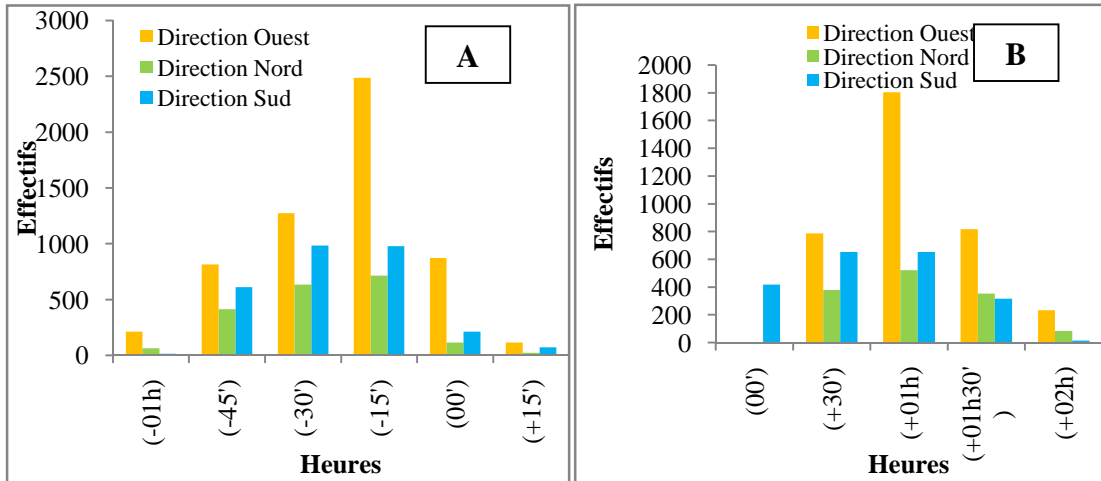 3000
2500
2000
1500
1000
500
0
Effectifs
Direction Ouest
Direction Nord
Direction Sud
A
(-01h)
(-45')
(-30')
(-15')
(00')
(+15')
Heures
2000
1800
1600
1400
1200
1000
800
600
400
200
0
Effectifs
Direction Ouest
Direction Nord
Direction Sud
B
(00')
(+30')
(+01h)
(+01h30'
)
(+02h)
Heures